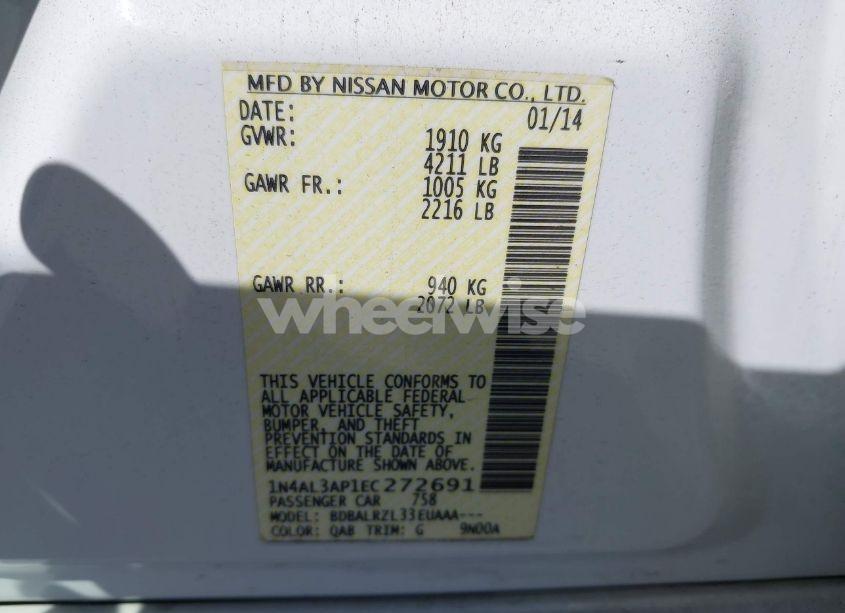 MFD BY NISSAN MOTOR CO., LTD.
DATE: 01/14
GVWR: 1910 KG
4211 LB
GAWR FR.: 1005 KG
2216 LB
GAWR RR.: 940 KG
2072 LB
wheelwise
THIS VEHICLE CONFORMS TO
ALL APPLICABLE FEDERAL
MOTOR VEHICLE SAFETY,
BUMPER, AND THEFT
PREVENTION STANDARDS IN
EFFECT ON THE DATE OF
MANUFACTURE SHOWN ABOVE.
1N4AL3AP1EC272691
PASSENGER CAR 758
MODEL: BDBALRZL33EUAAA---
COLOR: QAB TRIM: G 9N00A